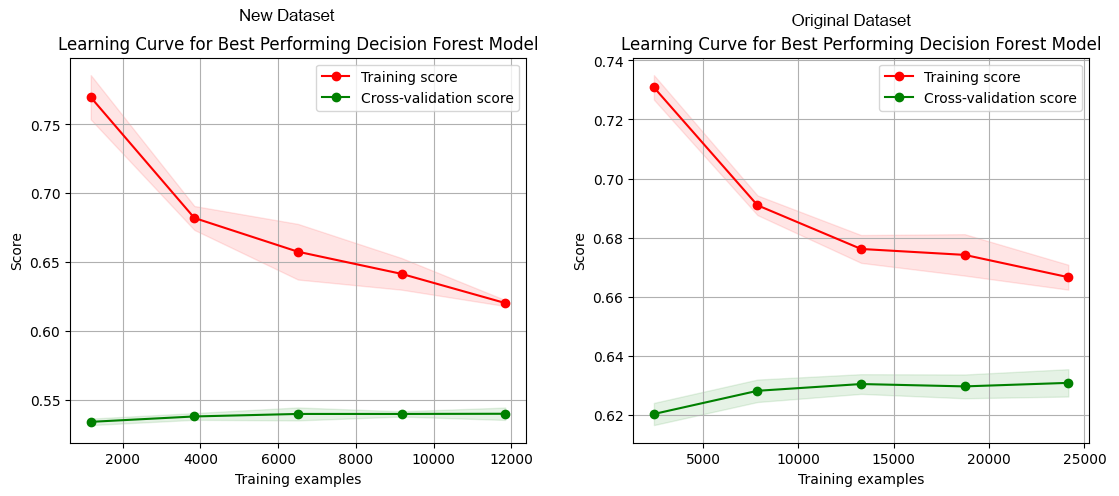 New Dataset
Learning Curve for Best Performing Decision Forest Model
Training score
Cross-validation score
0.75
0.70
0.65
0.60
0.55
Score
2000 4000 6000 8000 10000 12000
Training examples
Original Dataset
Learning Curve for Best Performing Decision Forest Model
Training score
Cross-validation score
0.74
0.72
0.70
0.68
0.66
0.64
0.62
Score
5000 10000 15000 20000 25000
Training examples